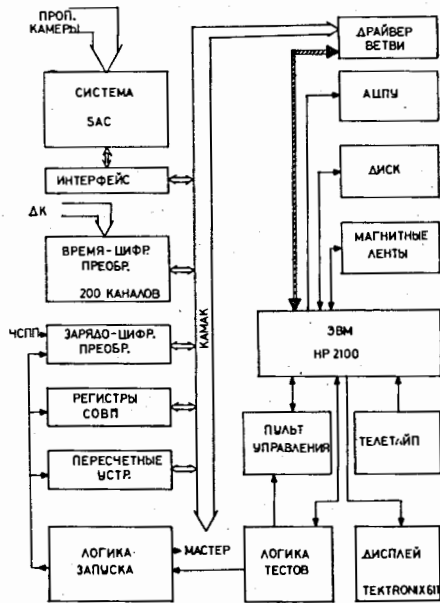 ПРОП.
КАМЕРЫ
СИСТЕМА
SAC
ИНТЕРФЕЙС
ДК
ВРЕМЯ-ЦИФР.
ПРЕОБР.
200 КАНАЛОВ
ЧСПП
ЗАРЯДО-ЦИФР.
ПРЕОБР.
РЕГИСТРЫ
СОВП
ПЕРЕСЧЕТНЫЕ
УСТР.
ЛОГИКА
ЗАПУСКА
КАМАК
МАСТЕР
ДРАЙВЕР
ВЕТВИ
АЦПУ
ДИСК
МАГНИТНЫЕ
ЛЕНТЫ
ЭВМ
HP 2100
ПУЛЬТ
УПРАВЛЕНИЯ
ТЕЛЕТАЙП
ЛОГИКА
ТЕСТОВ
ДИСПЛЕЙ
TEKTRONIX611